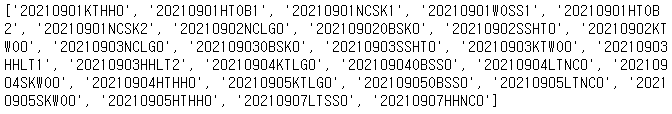 ['20210901KTHH0', '20210901HTOB1', '20210901NCSK1', '20210901WOSS1', '20210901HTOB
2', '20210901NCSK2', '20210902NCLG0', '20210902OBSK0', '20210902SSHT0', '20210902KT
WO0', '20210903NCLG0', '20210903OBSK0', '20210903SSHT0', '20210903KTWO0', '20210903
HHLT1', '20210903HHLT2', '20210904KTLG0', '20210904OBSS0', '20210904LTNC0', '202109
04SKWO0', '20210904HTHH0', '20210905KTLG0', '20210905OBSS0', '20210905LTNC0', '2021
0905SKWO0', '20210905HTHH0', '20210907LTSS0', '20210907HHNC0']